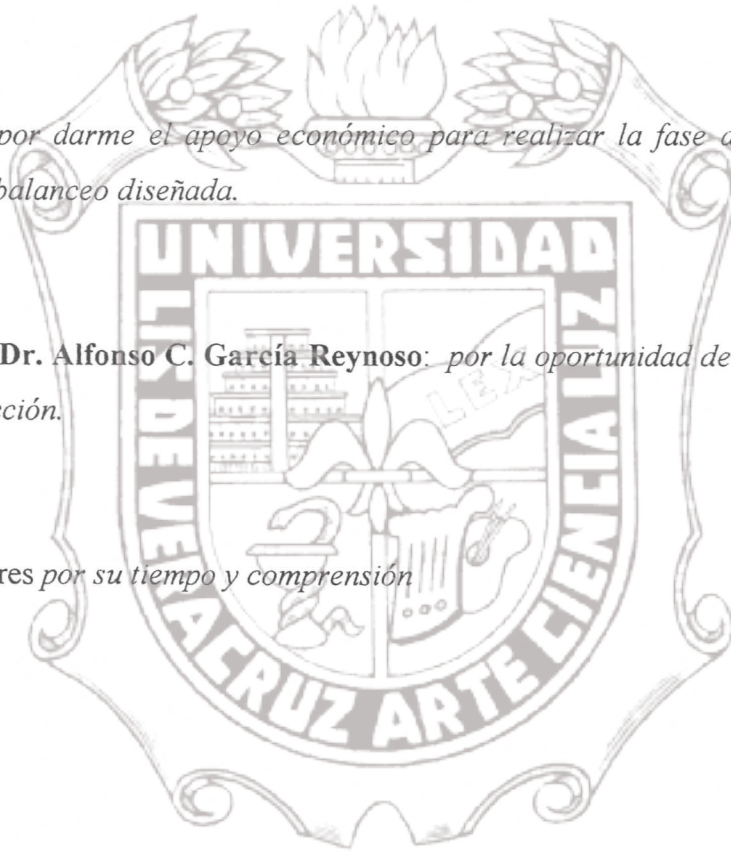 por darme el apoyo económico para realizar la fase
balanceo diseñada.
UNIVERSIDAD
Dr. Alfonso C. García Reynoso: por la oportunidad de
ción.
LEX
res por su tiempo y comprensión
LIS DE VERACRUZ ARTE CIENCIA LUZ